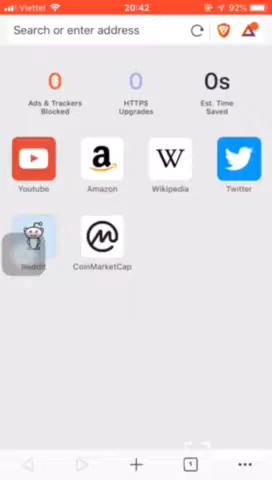 Viettel 20:42 92%
Search or enter address
0 0 0s
Ads & Trackers
Blocked
HTTPS
Upgrades
Est. Time
Saved
Youtube Amazon Wikipedia Twitter
Reddit CoinMarketCap
1